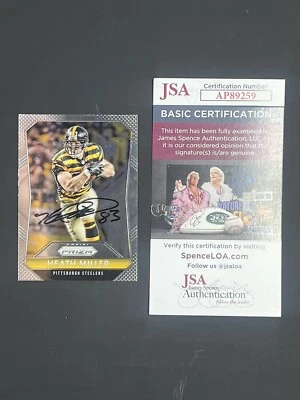 PANINI
PRIZM
HEATH MILLER
PITTSBURGH STEELERS
83
JSA
Certification Number
AP89259
BASIC CERTIFICATION
This item has been fully examined by
James Spence Authentication, LLC
it is our considered opinion that the
signature(s) is/are genuine.
Verify this certification by visiting
SpenceLOA.com
Follow us @jsaloa
JSA
James Spence
Authentication